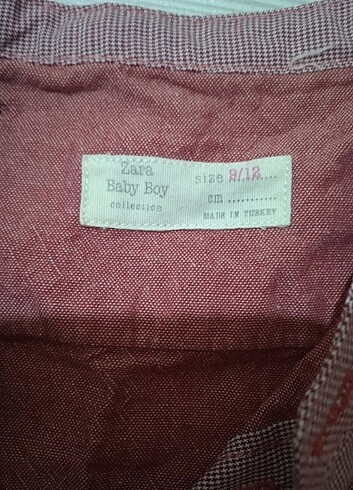 Zara
Baby Boy
collection
size 9/12
cm ...........
MADE IN TURKEY